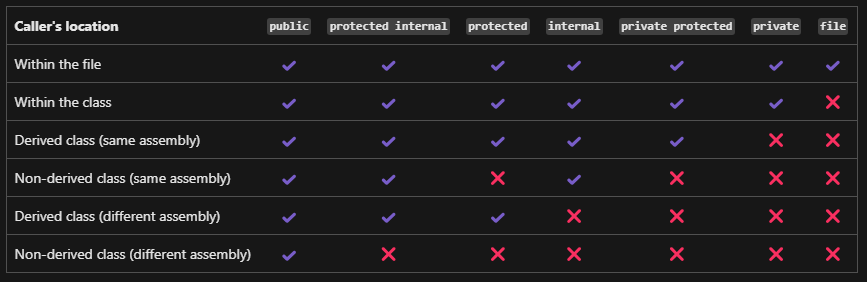 Caller's location public protected internal protected internal private protected private file
Within the file ✓ ✓ ✓ ✓ ✓ ✓ ✓
Within the class ✓ ✓ ✓ ✓ ✓ ✓ ✗
Derived class (same assembly) ✓ ✓ ✓ ✓ ✓ ✗ ✗
Non-derived class (same assembly) ✓ ✓ ✗ ✓ ✗ ✗ ✗
Derived class (different assembly) ✓ ✓ ✓ ✗ ✗ ✗ ✗
Non-derived class (different assembly) ✓ ✗ ✗ ✗ ✗ ✗ ✗